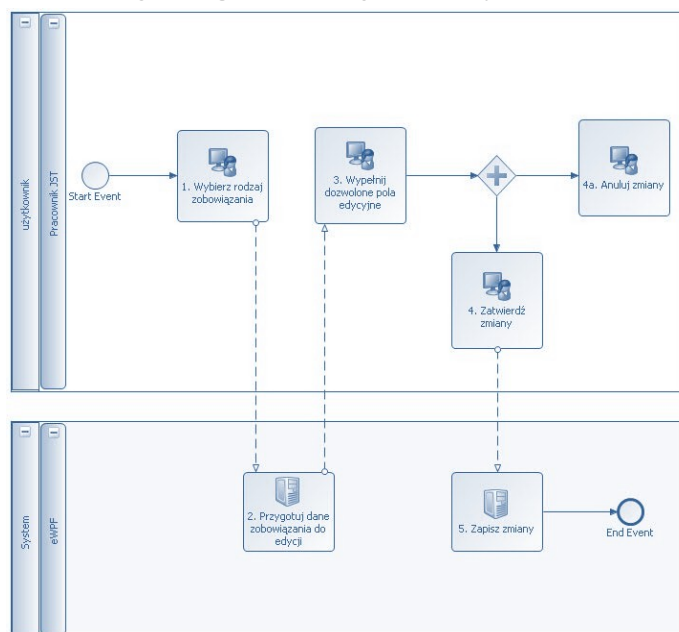 użytkownik
Pracownik JST
Start Event
1. Wybierz rodzaj
zobowiązania
3. Wypełnij
dozwolone pola
edycyjne
4a. Anuluj zmiany
4. Zatwierdź
zmiany
System
eWPF
2. Przygotuj dane
zobowiązania do
edycji
5. Zapisz zmiany
End Event